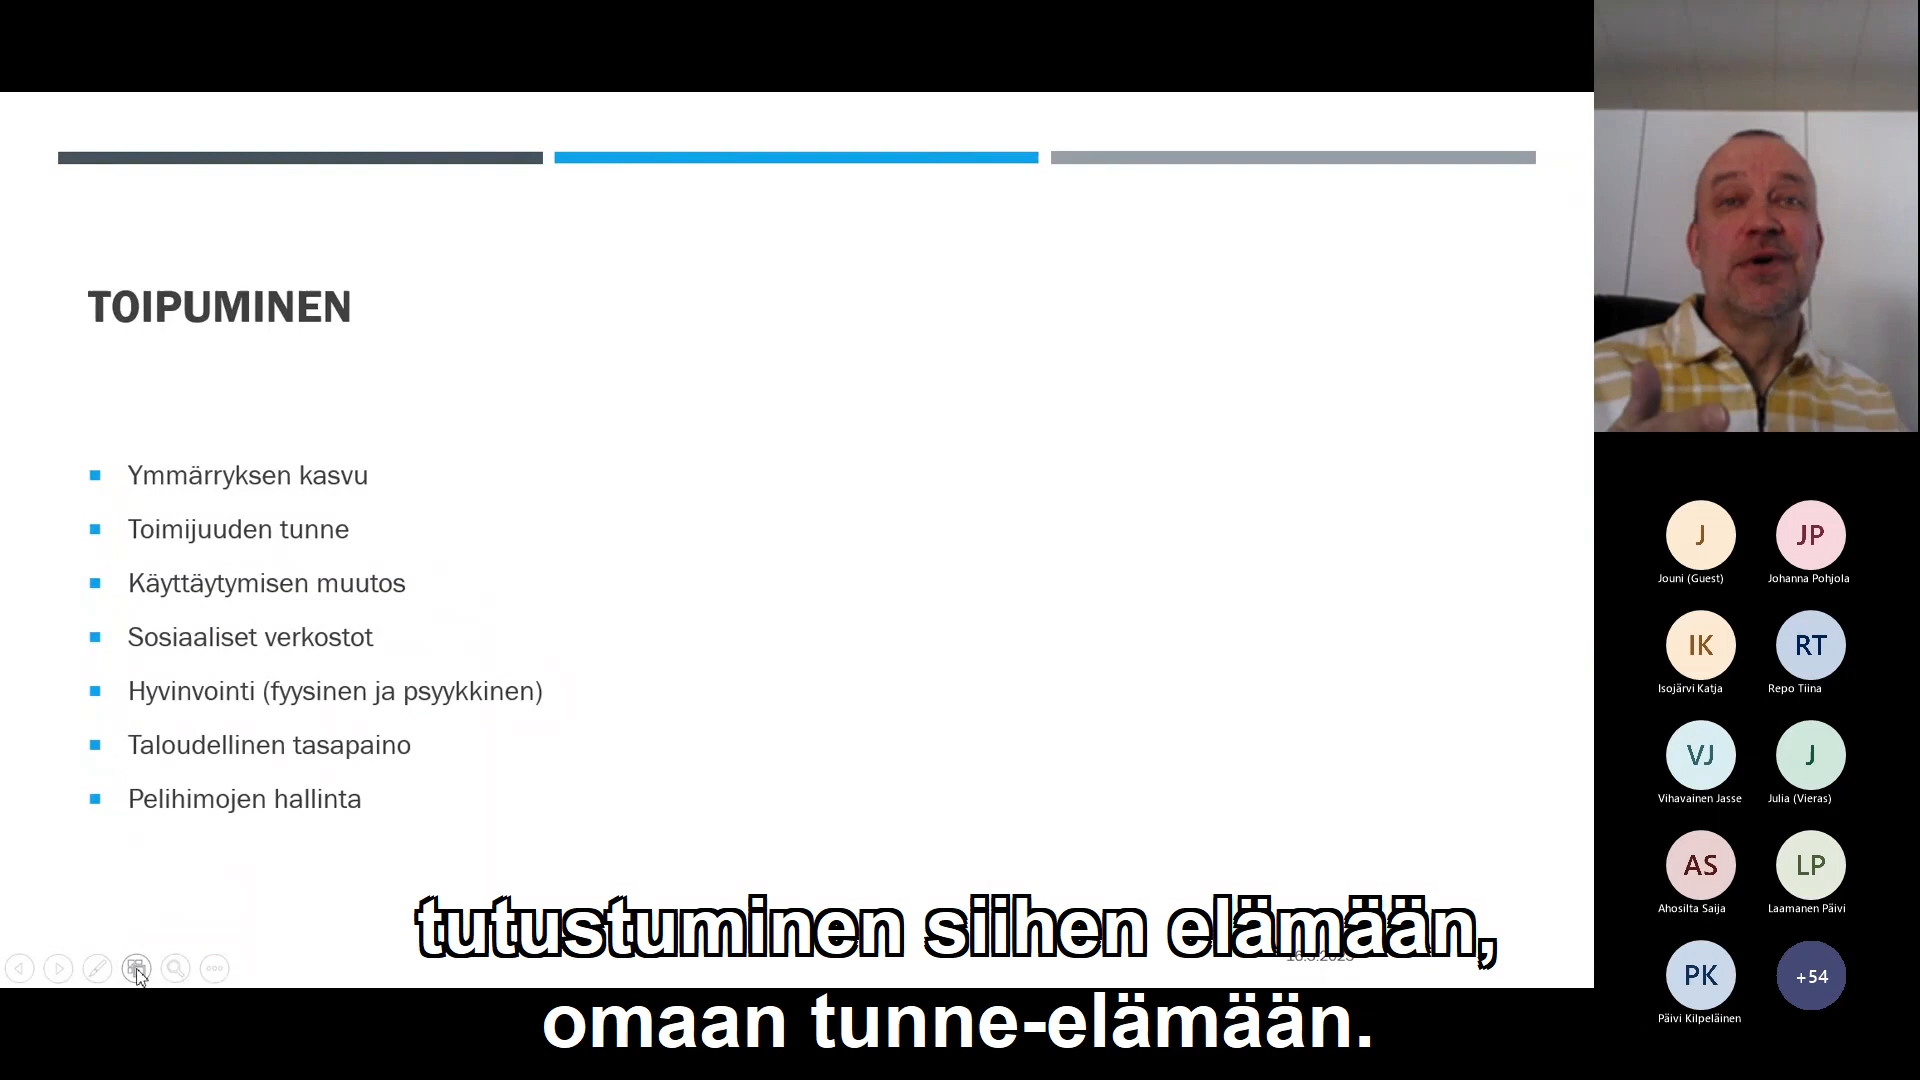 TOIPUMINEN
Ymmärryksen kasvu
Toimijuuden tunne
Käyttäytymisen muutos
Sosiaaliset verkostot
Hyvinvointi (fyysinen ja psyykkinen)
Taloudellinen tasapaino
Pelihimojen hallinta
tutustuminen siihen elämään,
omaan tunne-elämään.
J
JP
Jouni (Guest)
Johanna Pohjola
IK
RT
Isojärvi Katja
Repo Tiina
VJ
J
Vihavainen Jasse
Julia (Vieras)
AS
LP
Ahosilta Saija
Laamanen Päivi
PK
+54
Päivi Kilpeläinen